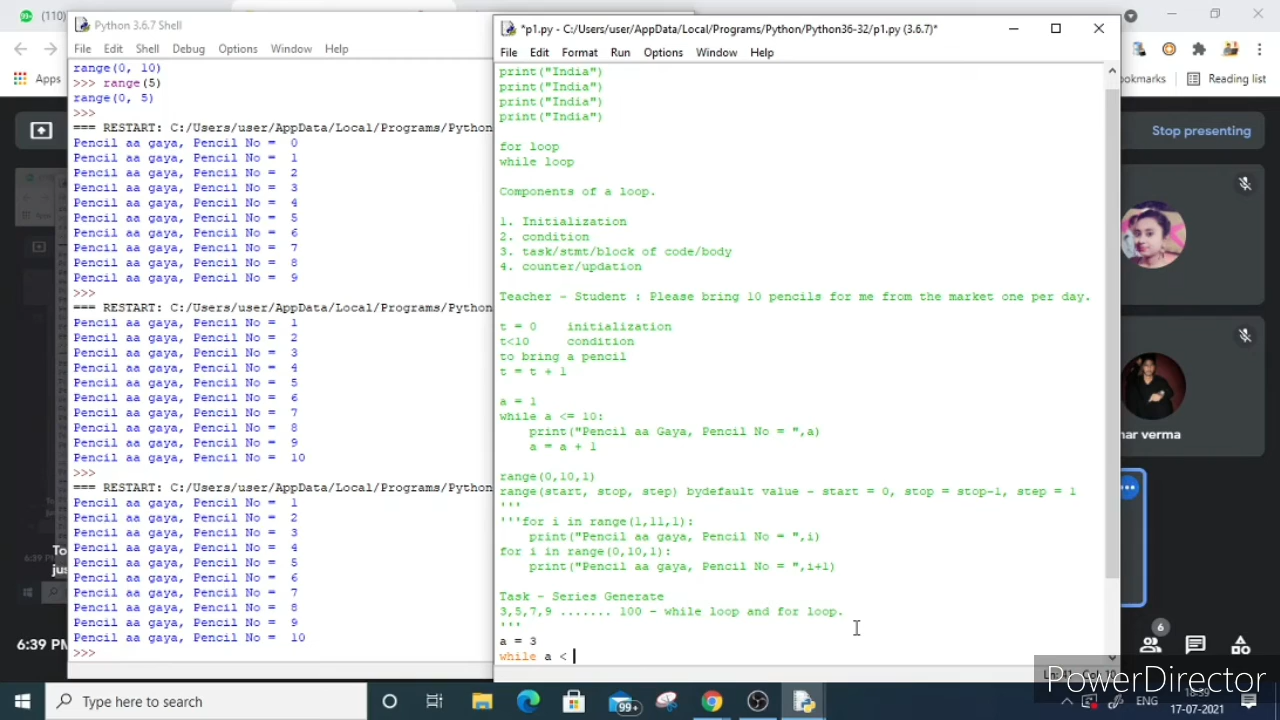 (110)
Python 3.6.7 Shell
File Edit Shell Debug Options Window Help
range(0, 10)
>>> range(5)
range(0, 5)
>>>
=== RESTART: C:/Users/user/AppData/Local/Programs/Python
Pencil aa gaya, Pencil No =  0
Pencil aa gaya, Pencil No =  1
Pencil aa gaya, Pencil No =  2
Pencil aa gaya, Pencil No =  3
Pencil aa gaya, Pencil No =  4
Pencil aa gaya, Pencil No =  5
Pencil aa gaya, Pencil No =  6
Pencil aa gaya, Pencil No =  7
Pencil aa gaya, Pencil No =  8
Pencil aa gaya, Pencil No =  9
>>>
=== RESTART: C:/Users/user/AppData/Local/Programs/Python
Pencil aa gaya, Pencil No =  1
Pencil aa gaya, Pencil No =  2
Pencil aa gaya, Pencil No =  3
Pencil aa gaya, Pencil No =  4
Pencil aa gaya, Pencil No =  5
Pencil aa gaya, Pencil No =  6
Pencil aa gaya, Pencil No =  7
Pencil aa gaya, Pencil No =  8
Pencil aa gaya, Pencil No =  9
Pencil aa gaya, Pencil No =  10
>>>
=== RESTART: C:/Users/user/AppData/Local/Programs/Python
Pencil aa gaya, Pencil No =  1
Pencil aa gaya, Pencil No =  2
Pencil aa gaya, Pencil No =  3
Pencil aa gaya, Pencil No =  4
Pencil aa gaya, Pencil No =  5
Pencil aa gaya, Pencil No =  6
Pencil aa gaya, Pencil No =  7
Pencil aa gaya, Pencil No =  8
Pencil aa gaya, Pencil No =  9
Pencil aa gaya, Pencil No =  10
>>>
*p1.py - C:/Users/user/AppData/Local/Programs/Python/Python36-32/p1.py (3.6.7)*
File Edit Format Run Options Window Help
print("India")
print("India")
print("India")
print("India")
for loop
while loop
Components of a loop.
1. Initialization
2. condition
3. task/stmt/block of code/body
4. counter/updation
Teacher - Student : Please bring 10 pencils for me from the market one per day.
t = 0    initialization
t<10     condition
to bring a pencil
t = t + 1
a = 1
while a <= 10:
    print("Pencil aa Gaya, Pencil No = ",a)
    a = a + 1
range(0,10,1)
range(start, stop, step) bydefault value - start = 0, stop = stop-1, step = 1
'''
'''for i in range(1,11,1):
    print("Pencil aa gaya, Pencil No = ",i)
for i in range(0,10,1):
    print("Pencil aa gaya, Pencil No = ",i+1)
Task - Series Generate
3,5,7,9 ....... 100 - while loop and for loop.
'''
a = 3
while a <
Apps
ookmarks
Reading list
Stop presenting
nar verma
6
6:39 PM
PowerDirector
Type here to search
99+
ENG
18:39
17-07-2021